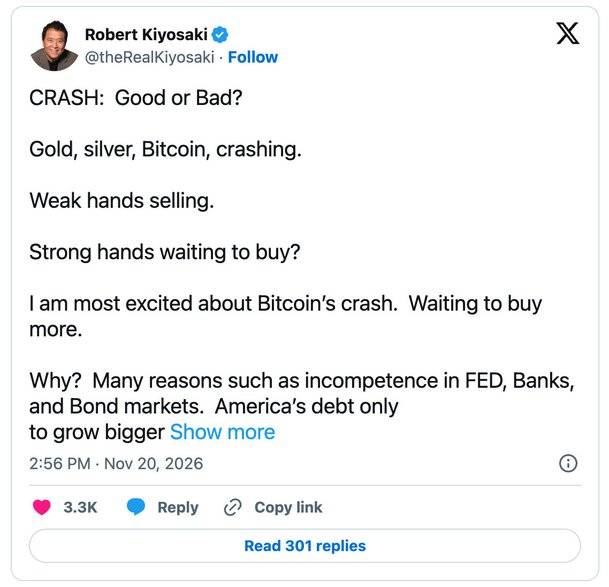 Robert Kiyosaki
@theRealKiyosaki · Follow
CRASH:  Good or Bad?
Gold, silver, Bitcoin, crashing.
Weak hands selling.
Strong hands waiting to buy?
I am most excited about Bitcoin’s crash.  Waiting to buy
more.
Why?  Many reasons such as incompetence in FED, Banks,
and Bond markets.  America’s debt only
to grow bigger Show more
2:56 PM · Nov 20, 2026
3.3K Reply Copy link
Read 301 replies